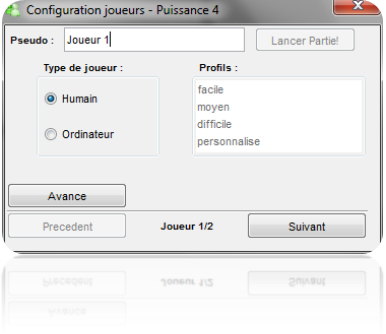 Configuration joueurs - Puissance 4
Pseudo : Joueur 1 Lancer Partie!
Type de joueur : Profils :
Humain
Ordinateur
facile
moyen
difficile
personnalise
Avance
Precedent Joueur 1/2 Suivant